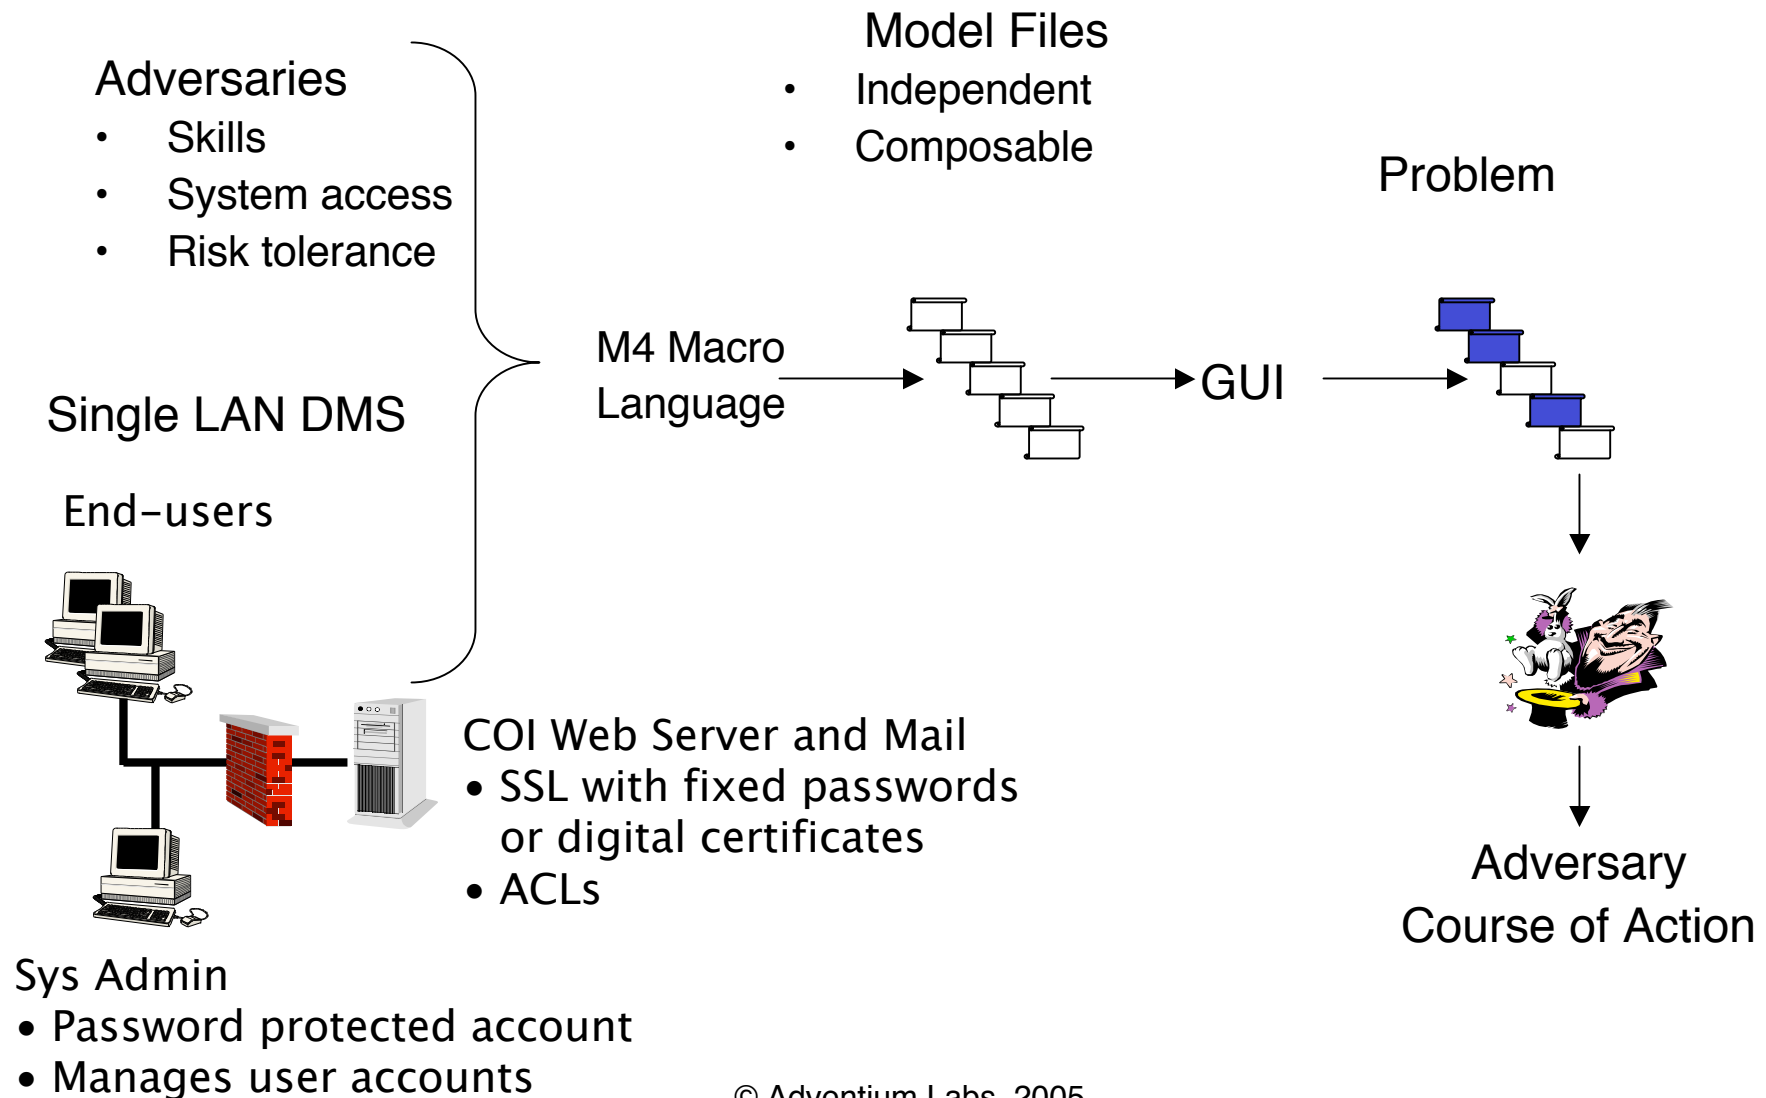 Adversaries
• Skills
• System access
• Risk tolerance
Single LAN DMS
End-users
COI Web Server and Mail
• SSL with fixed passwords
or digital certificates
• ACLs
Sys Admin
• Password protected account
• Manages user accounts
M4 Macro
Language
Model Files
• Independent
• Composable
GUI
Problem
Adversary
Course of Action
© Adventium Labs, 2005